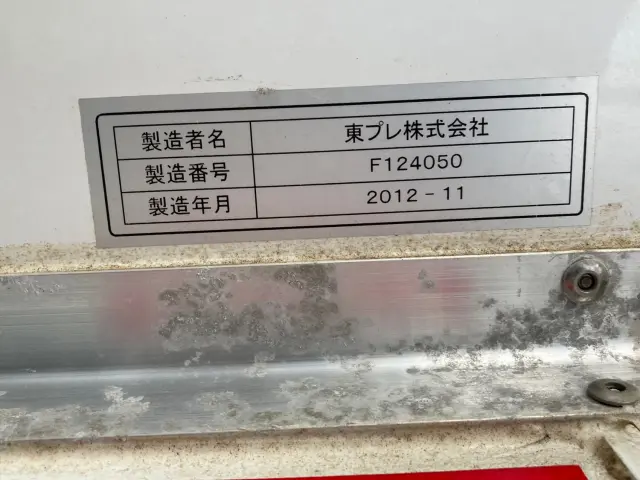 製造者名 東プレ株式会社
製造番号 F124050
製造年月 2012-11